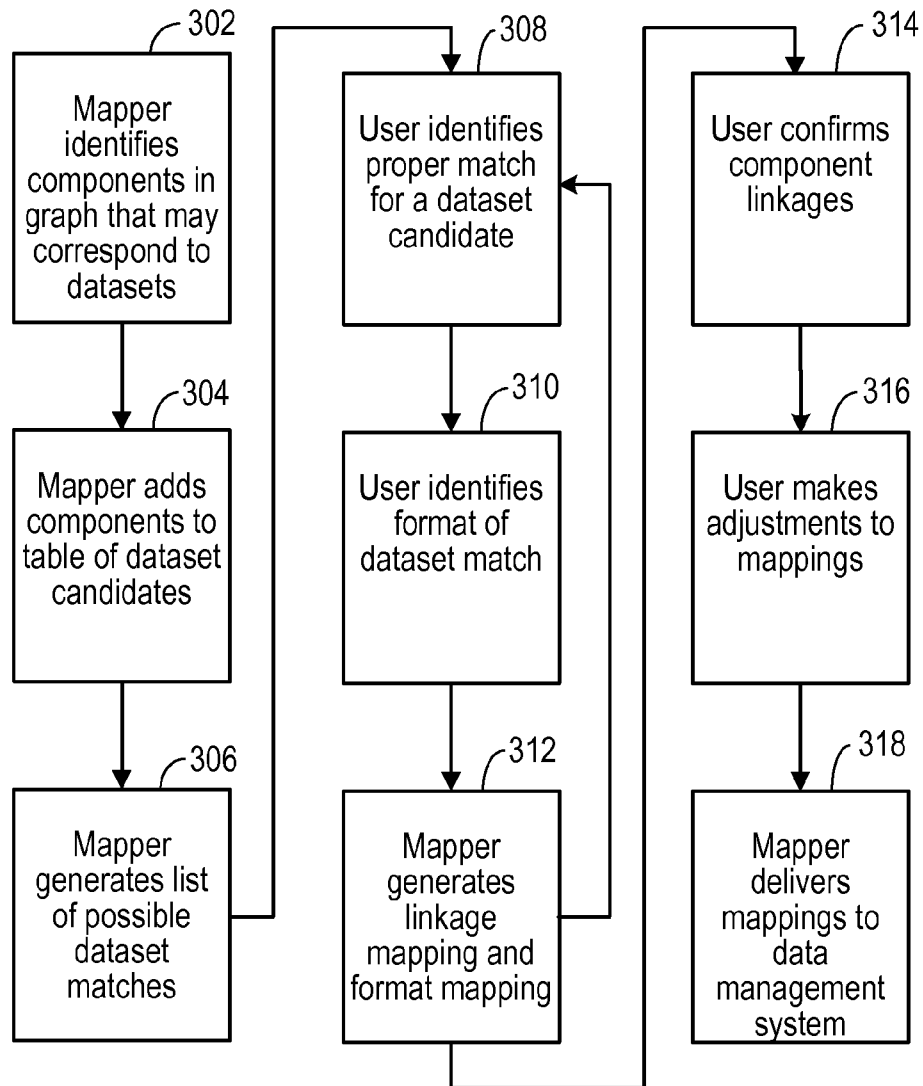 302
Mapper
identifies
components in
graph that may
correspond to
datasets
304
Mapper adds
components to
table of dataset
candidates
306
Mapper
generates list
of possible
dataset
matches
308
User identifies
proper match
for a dataset
candidate
310
User identifies
format of
dataset match
312
Mapper
generates
linkage
mapping and
format mapping
314
User confirms
component
linkages
316
User makes
adjustments to
mappings
318
Mapper
delivers
mappings to
data
management
system